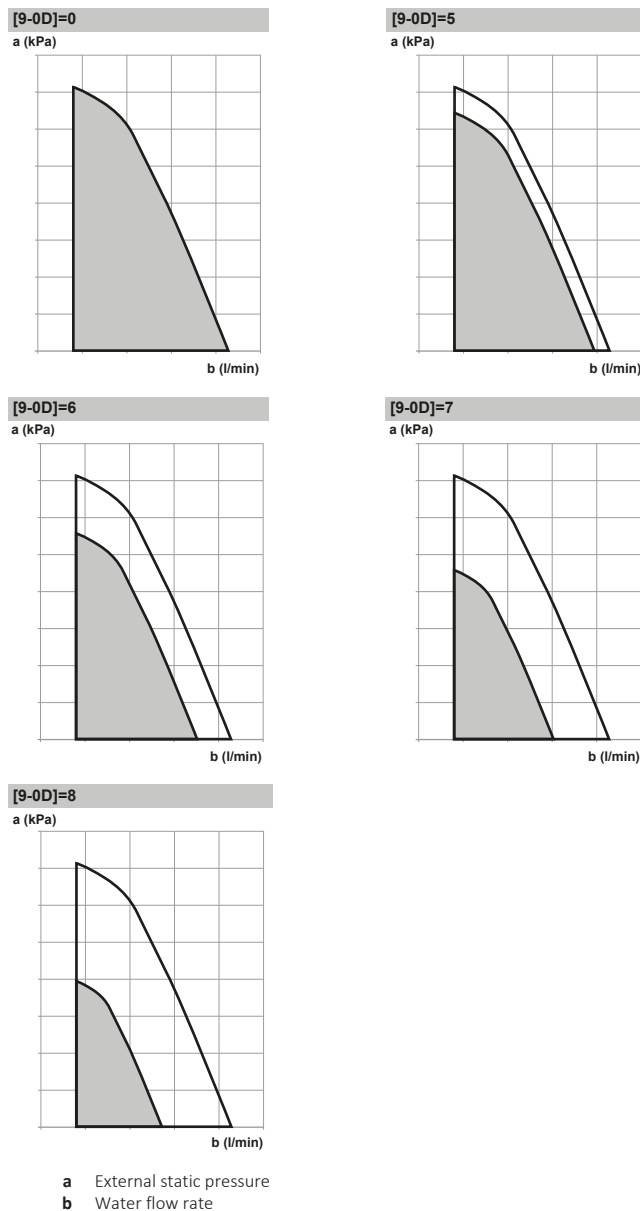 [9-0D]=0
a (kPa)
b (l/min)
[9-0D]=5
a (kPa)
b (l/min)
[9-0D]=6
a (kPa)
b (l/min)
[9-0D]=7
a (kPa)
b (l/min)
[9-0D]=8
a (kPa)
b (l/min)
a External static pressure
b Water flow rate